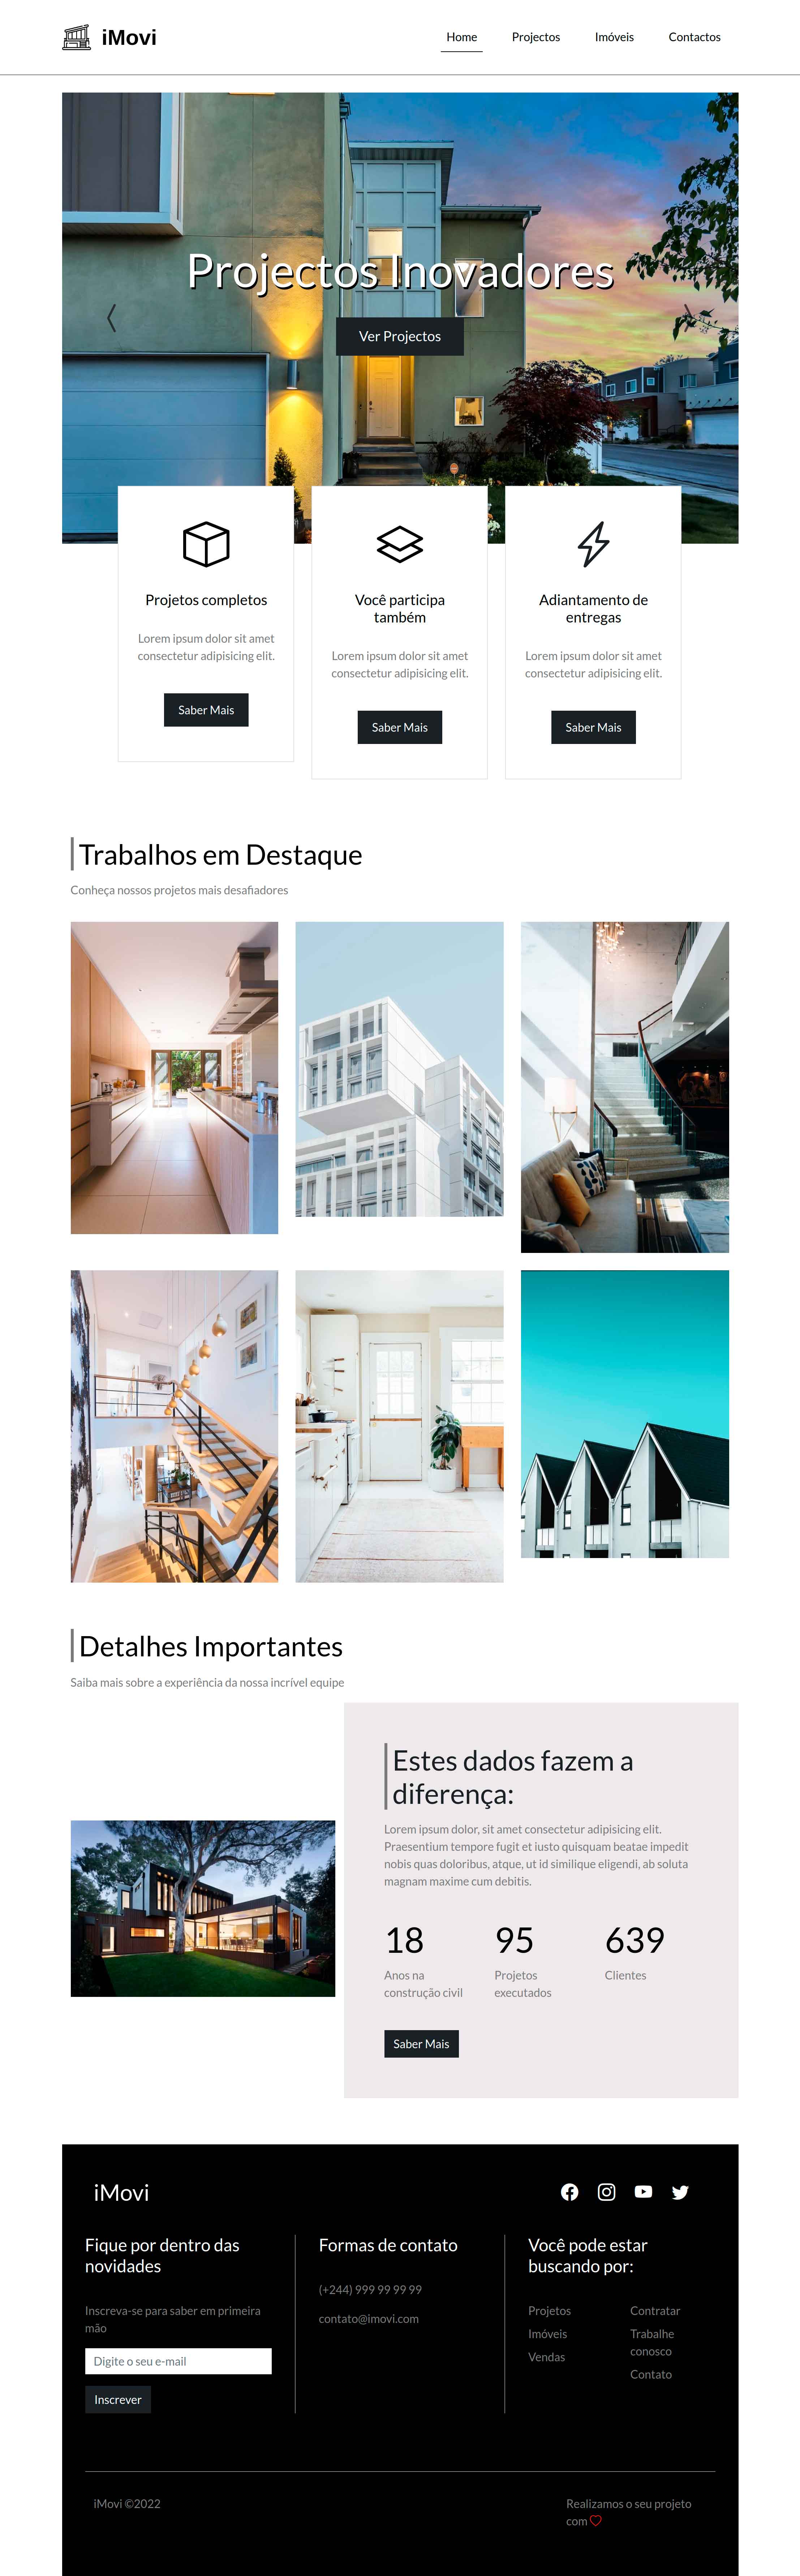 iMovi
Home
Projectos
Imóveis
Contactos
Projectos Inovadores
Ver Projectos
Projetos completos
Lorem ipsum dolor sit amet
consectetur adipisicing elit.
Saber Mais
Você participa
também
Lorem ipsum dolor sit amet
consectetur adipisicing elit.
Saber Mais
Adiantamento de
entregas
Lorem ipsum dolor sit amet
consectetur adipisicing elit.
Saber Mais
Trabalhos em Destaque
Conheça nossos projetos mais desafiadores
Detalhes Importantes
Saiba mais sobre a experiência da nossa incrível equipe
Estes dados fazem a
diferença:
Lorem ipsum dolor, sit amet consectetur adipisicing elit.
Praesentium tempore fugit et iusto quisquam beatae impedit
nobis quas doloribus, atque, ut id similique eligendi, ab soluta
magnam maxime cum debitis.
18
Anos na
construção civil
95
Projetos
executados
639
Clientes
Saber Mais
iMovi
Fique por dentro das
novidades
Inscreva-se para saber em primeira
mão
Digite o seu e-mail
Inscrever
Formas de contato
(+244) 999 99 99 99
contato@imovi.com
Você pode estar
buscando por:
Projetos
Imóveis
Vendas
Contratar
Trabalhe
conosco
Contato
iMovi ©2022
Realizamos o seu projeto
com